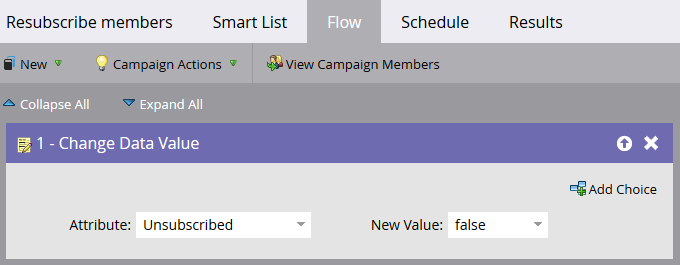 Resubscribe members Smart List Flow Schedule Results
New Campaign Actions View Campaign Members
Collapse All Expand All
1 - Change Data Value
Add Choice
Attribute: Unsubscribed New Value: false